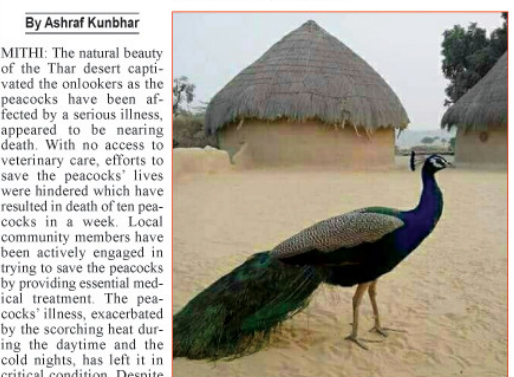 By Ashraf Kunbhar
MITHI: The natural beauty
of the Thar desert capti-
vated the onlookers as the
peacocks have been af-
fected by a serious illness,
appeared to be nearing
death. With no access to
veterinary care, efforts to
save the peacocks' lives
were hindered which have
resulted in death of ten pea-
cocks in a week. Local
community members have
been actively engaged in
trying to save the peacocks
by providing essential med-
ical treatment. The pea-
cocks' illness, exacerbated
by the scorching heat dur-
ing the daytime and the
cold nights, has left it in
critical condition. Despite